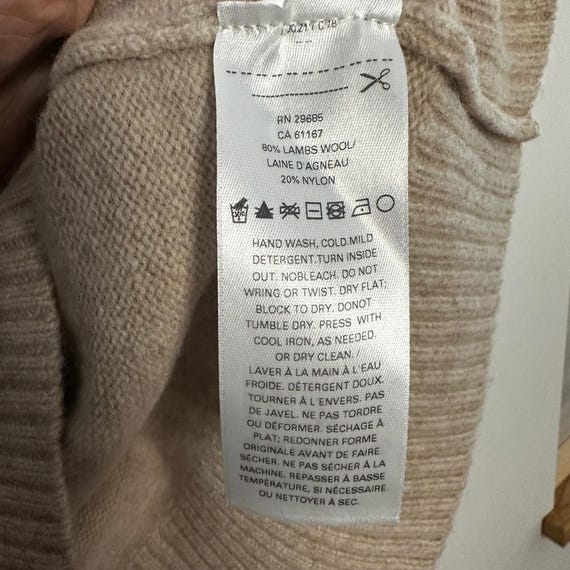 RN 29685
CA 61167
80% LAMBS WOOL/
LAINE D'AGNEAU
20% NYLON
HAND WASH, COLD.MILD
DETERGENT.TURN INSIDE
OUT. NOBLEACH. DO NOT
WRING OR TWIST. DRY FLAT;
BLOCK TO DRY. DONOT
TUMBLE DRY. PRESS WITH
COOL IRON, AS NEEDED.
OR DRY CLEAN. /
LAVER À LA MAIN À L'EAU
FROIDE. DÉTERGENT DOUX.
TOURNER À L'ENVERS. PAS
DE JAVEL. NE PAS TORDRE
OU DÉFORMER. SÉCHAGE À
PLAT; REDONNER FORME
ORIGINALE AVANT DE FAIRE
SÉCHER. NE PAS SÉCHER À LA
MACHINE. REPASSER À BASSE
TEMPÉRATURE, SI NÉCESSAIRE.
OU NETTOYER À SEC.